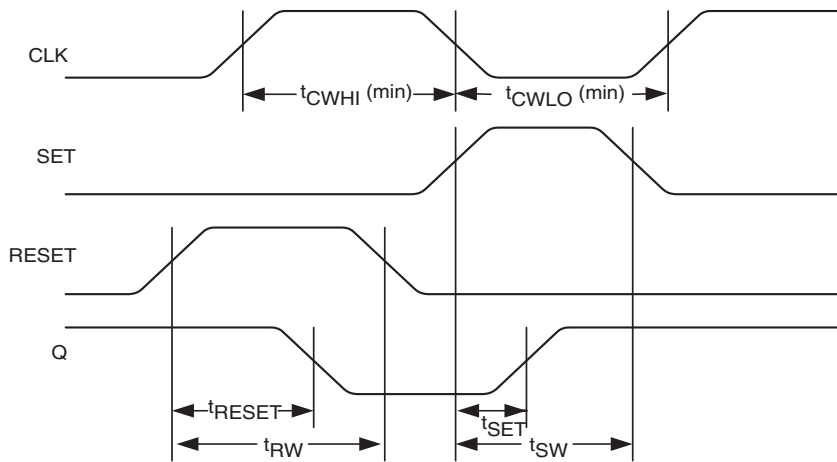 CLK
tCWHI (min)
tCWLO (min)
SET
RESET
Q
tRESET
tSET
tRW
tSW